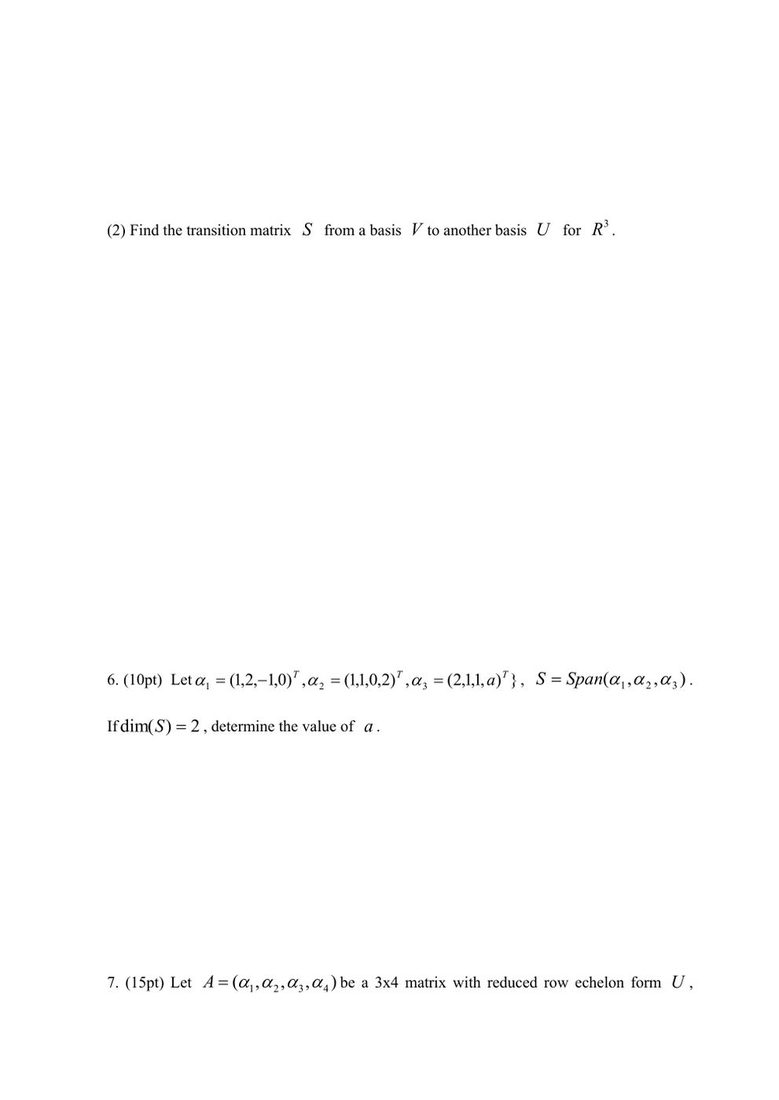 (2) Find the transition matrix S from a basis V to another basis U for R³.
6. (10pt) Let α₁ = (1,2,−1,0)ᵀ, α₂ = (1,1,0,2)ᵀ, α₃ = (2,1,1,a)ᵀ}, S = Span(α₁,α₂,α₃).
If dim(S) = 2, determine the value of a.
7. (15pt) Let A = (α₁,α₂,α₃,α₄) be a 3x4 matrix with reduced row echelon form U,